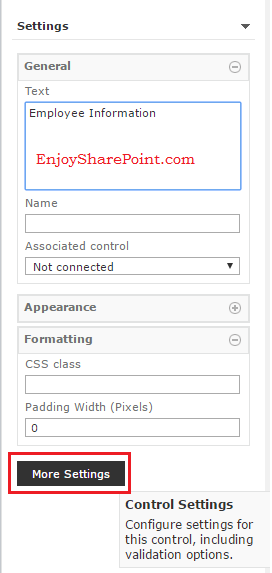 Settings
General
Text
Employee Information
EnjoySharePoint.com
Name
Associated control
Not connected
Appearance
Formatting
CSS class
Padding Width (Pixels)
0
More Settings
Control Settings
Configure settings for
this control, including
validation options.